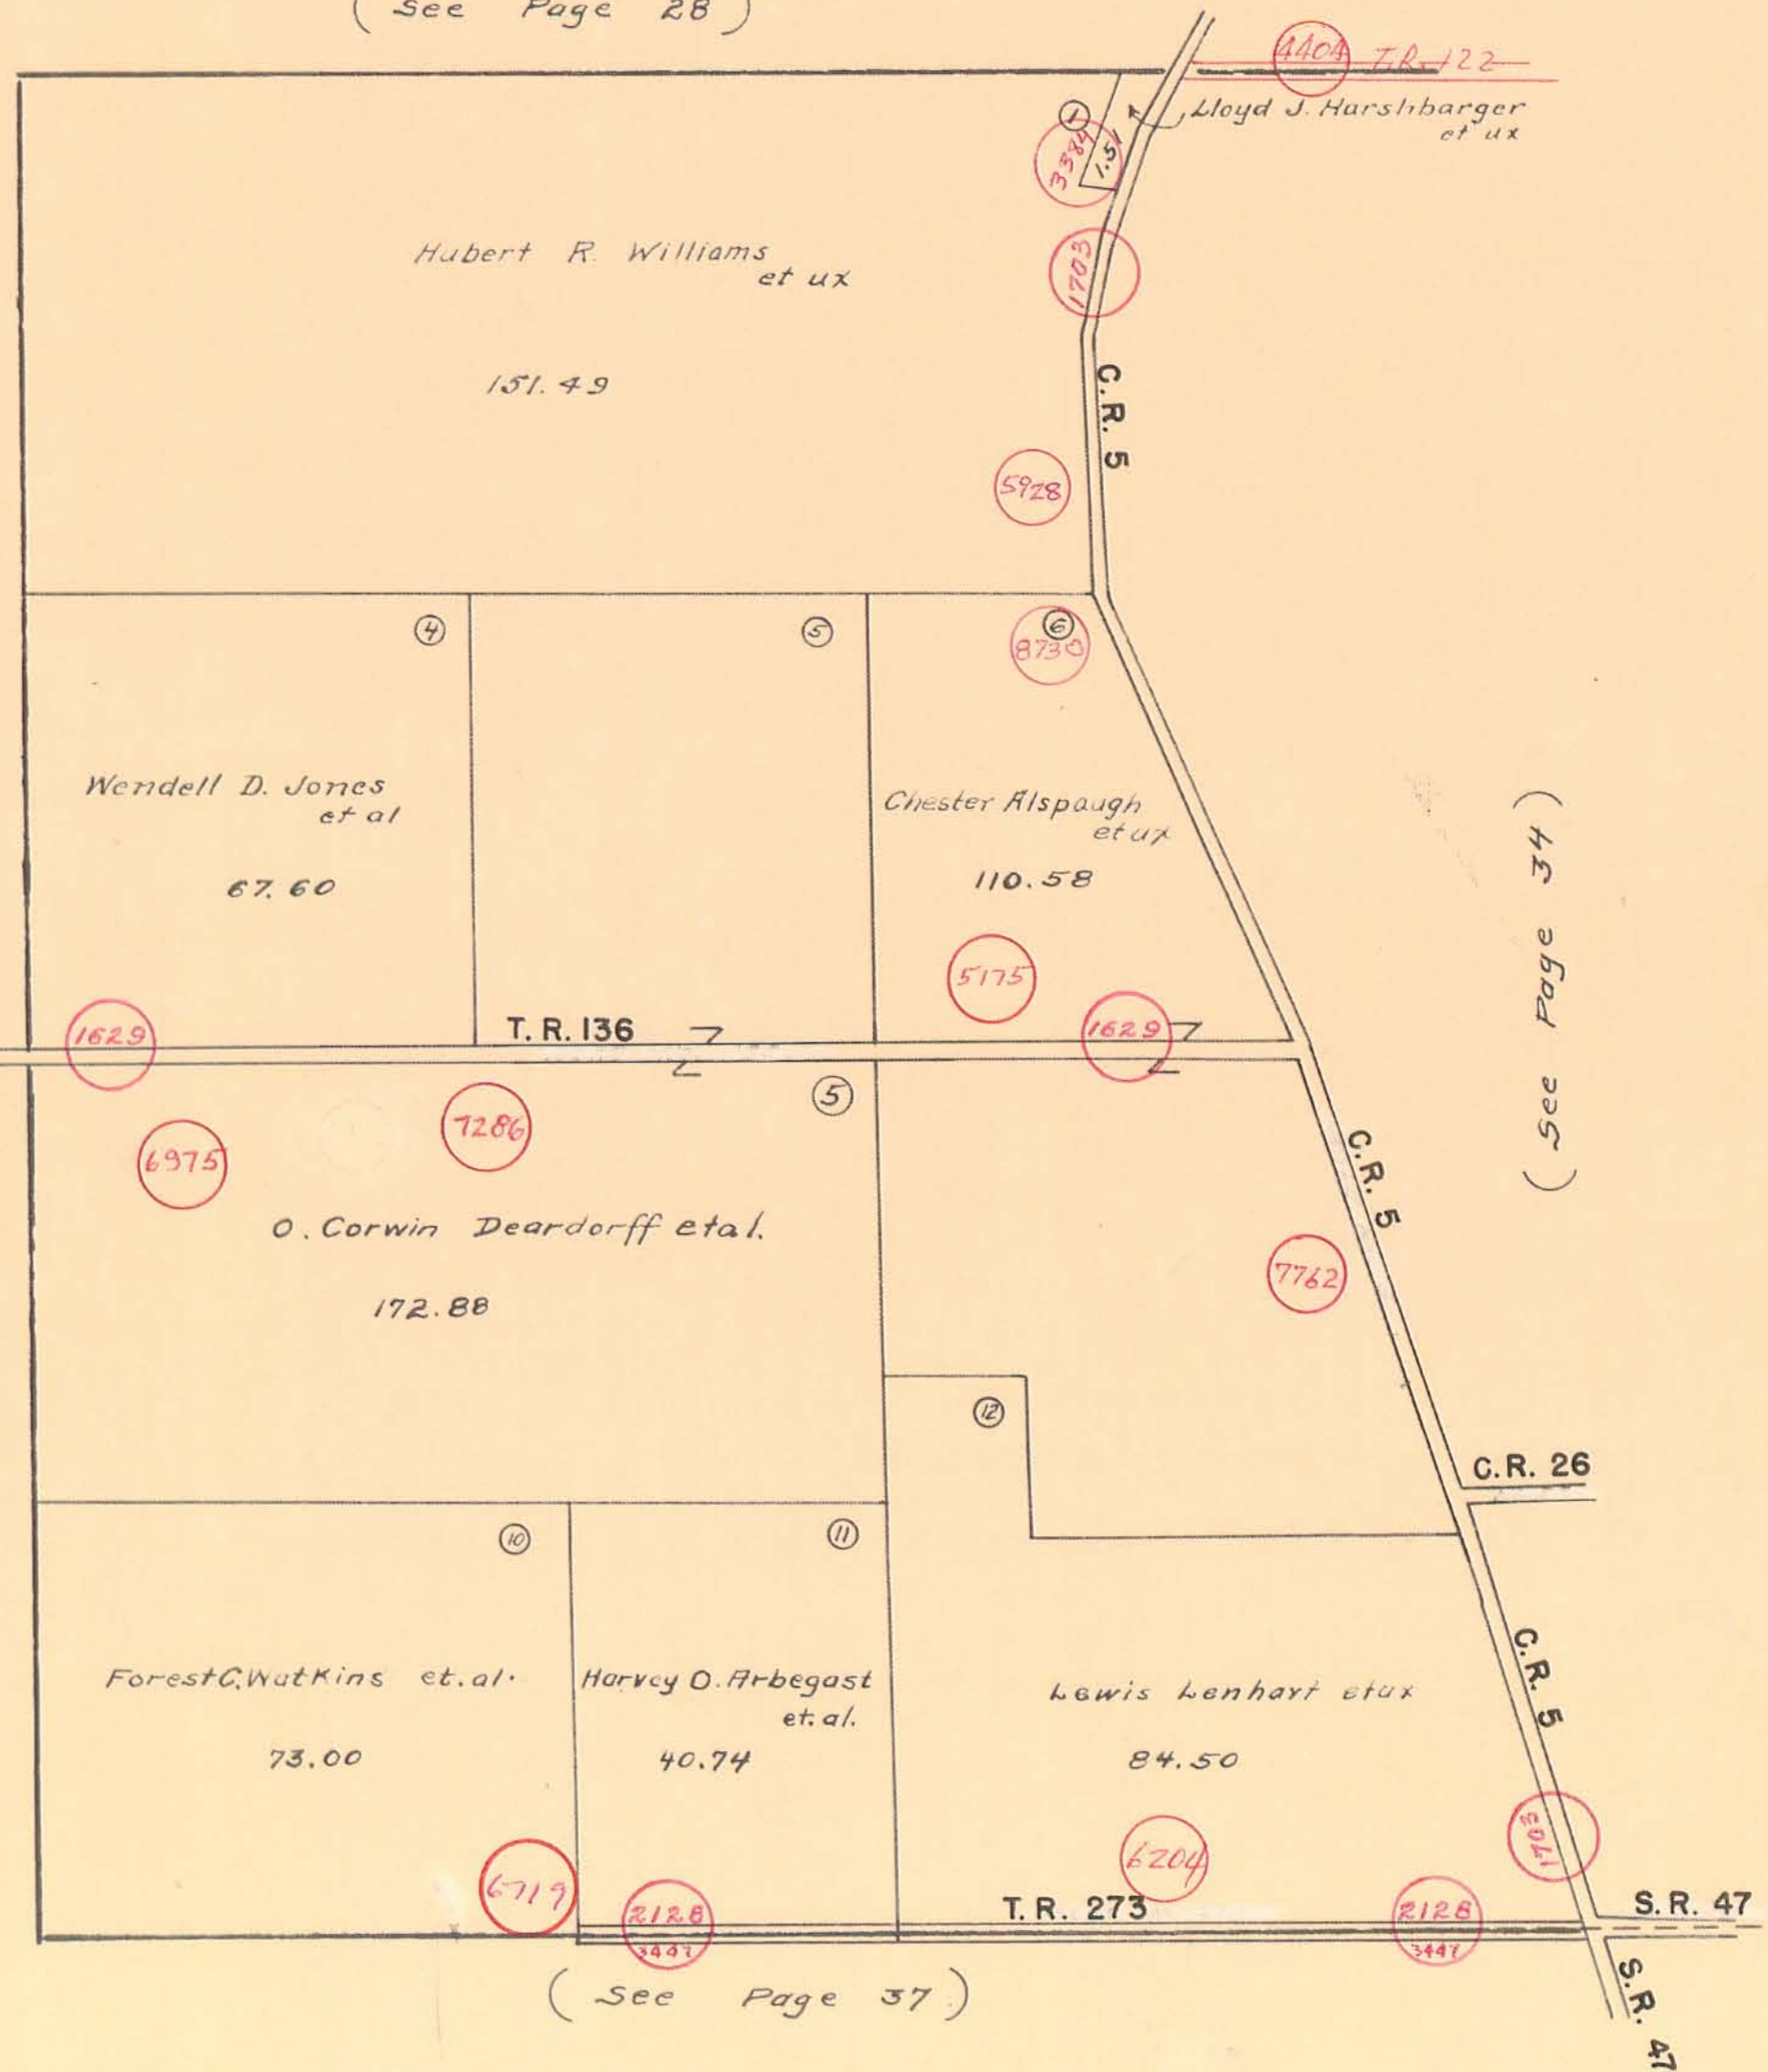 ( See Page 28 )
4404 T.R. 122
Lloyd J. Harshbarger
et ux
1
3384
1.51
Hubert R. Williams
et ux
1703
151.49
C.R. 5
5928
4
5
6
8730
Wendell D. Jones
et al
67.60
Chester Alspaugh
et ux
110.58
( See Page 34 )
5175
1629
T.R. 136
1629
5
6975
7286
O. Corwin Deardorff et al.
172.88
C.R. 5
7762
12
C.R. 26
10
11
Forest C. Watkins et. al.
73.00
Harvey O. Arbegast
et. al.
40.74
Lewis Lenhart et ux
84.50
C.R. 5
1703
6719
6204
2128
3447
T.R. 273
2128
3447
S.R. 47
S.R. 47
( See Page 37 )